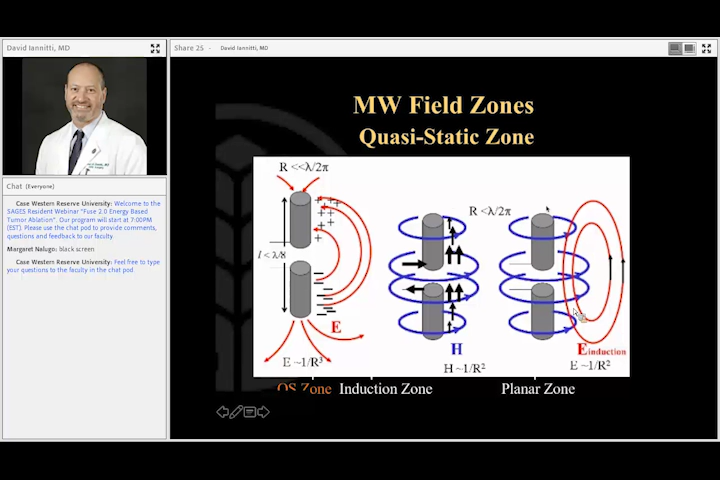 David Iannitti, MD
Share 25 - David Iannitti, MD
Chat (Everyone)
Case Western Reserve University: Welcome to the
SAGES Resident Webinar "Fuse 2.0 Energy Based
Tumor Ablation". Our program will start at 7:00PM
(EST). Please use the chat pod to provide comments,
questions and feedback to our faculty
Margaret Nalugo: black screen
Case Western Reserve University: Feel free to type
your questions to the faculty in the chat pod.
MW Field Zones
Quasi-Static Zone
R <<λ/2π
R <λ/2π
l < λ/8
E
H
E induction
E ~1/R³
H ~1/R²
E ~1/R²
QS Zone Induction Zone Planar Zone